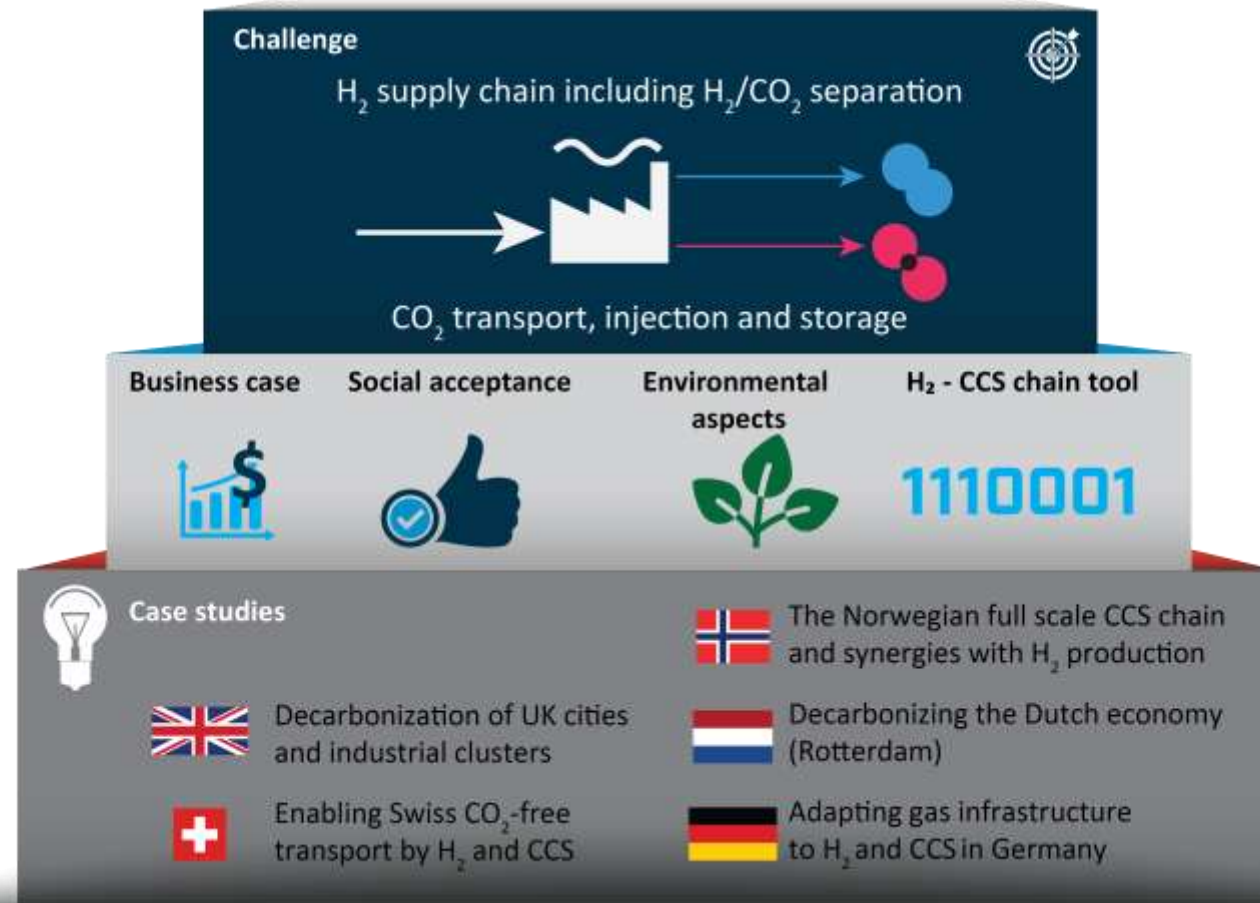 Challenge
H₂ supply chain including H₂/CO₂ separation
CO₂ transport, injection and storage
Business case
Social acceptance
Environmental
aspects
H₂ - CCS chain tool
$
1110001
Case studies
The Norwegian full scale CCS chain
and synergies with H₂ production
Decarbonization of UK cities
and industrial clusters
Decarbonizing the Dutch economy
(Rotterdam)
Enabling Swiss CO₂-free
transport by H₂ and CCS
Adapting gas infrastructure
to H₂ and CCS in Germany